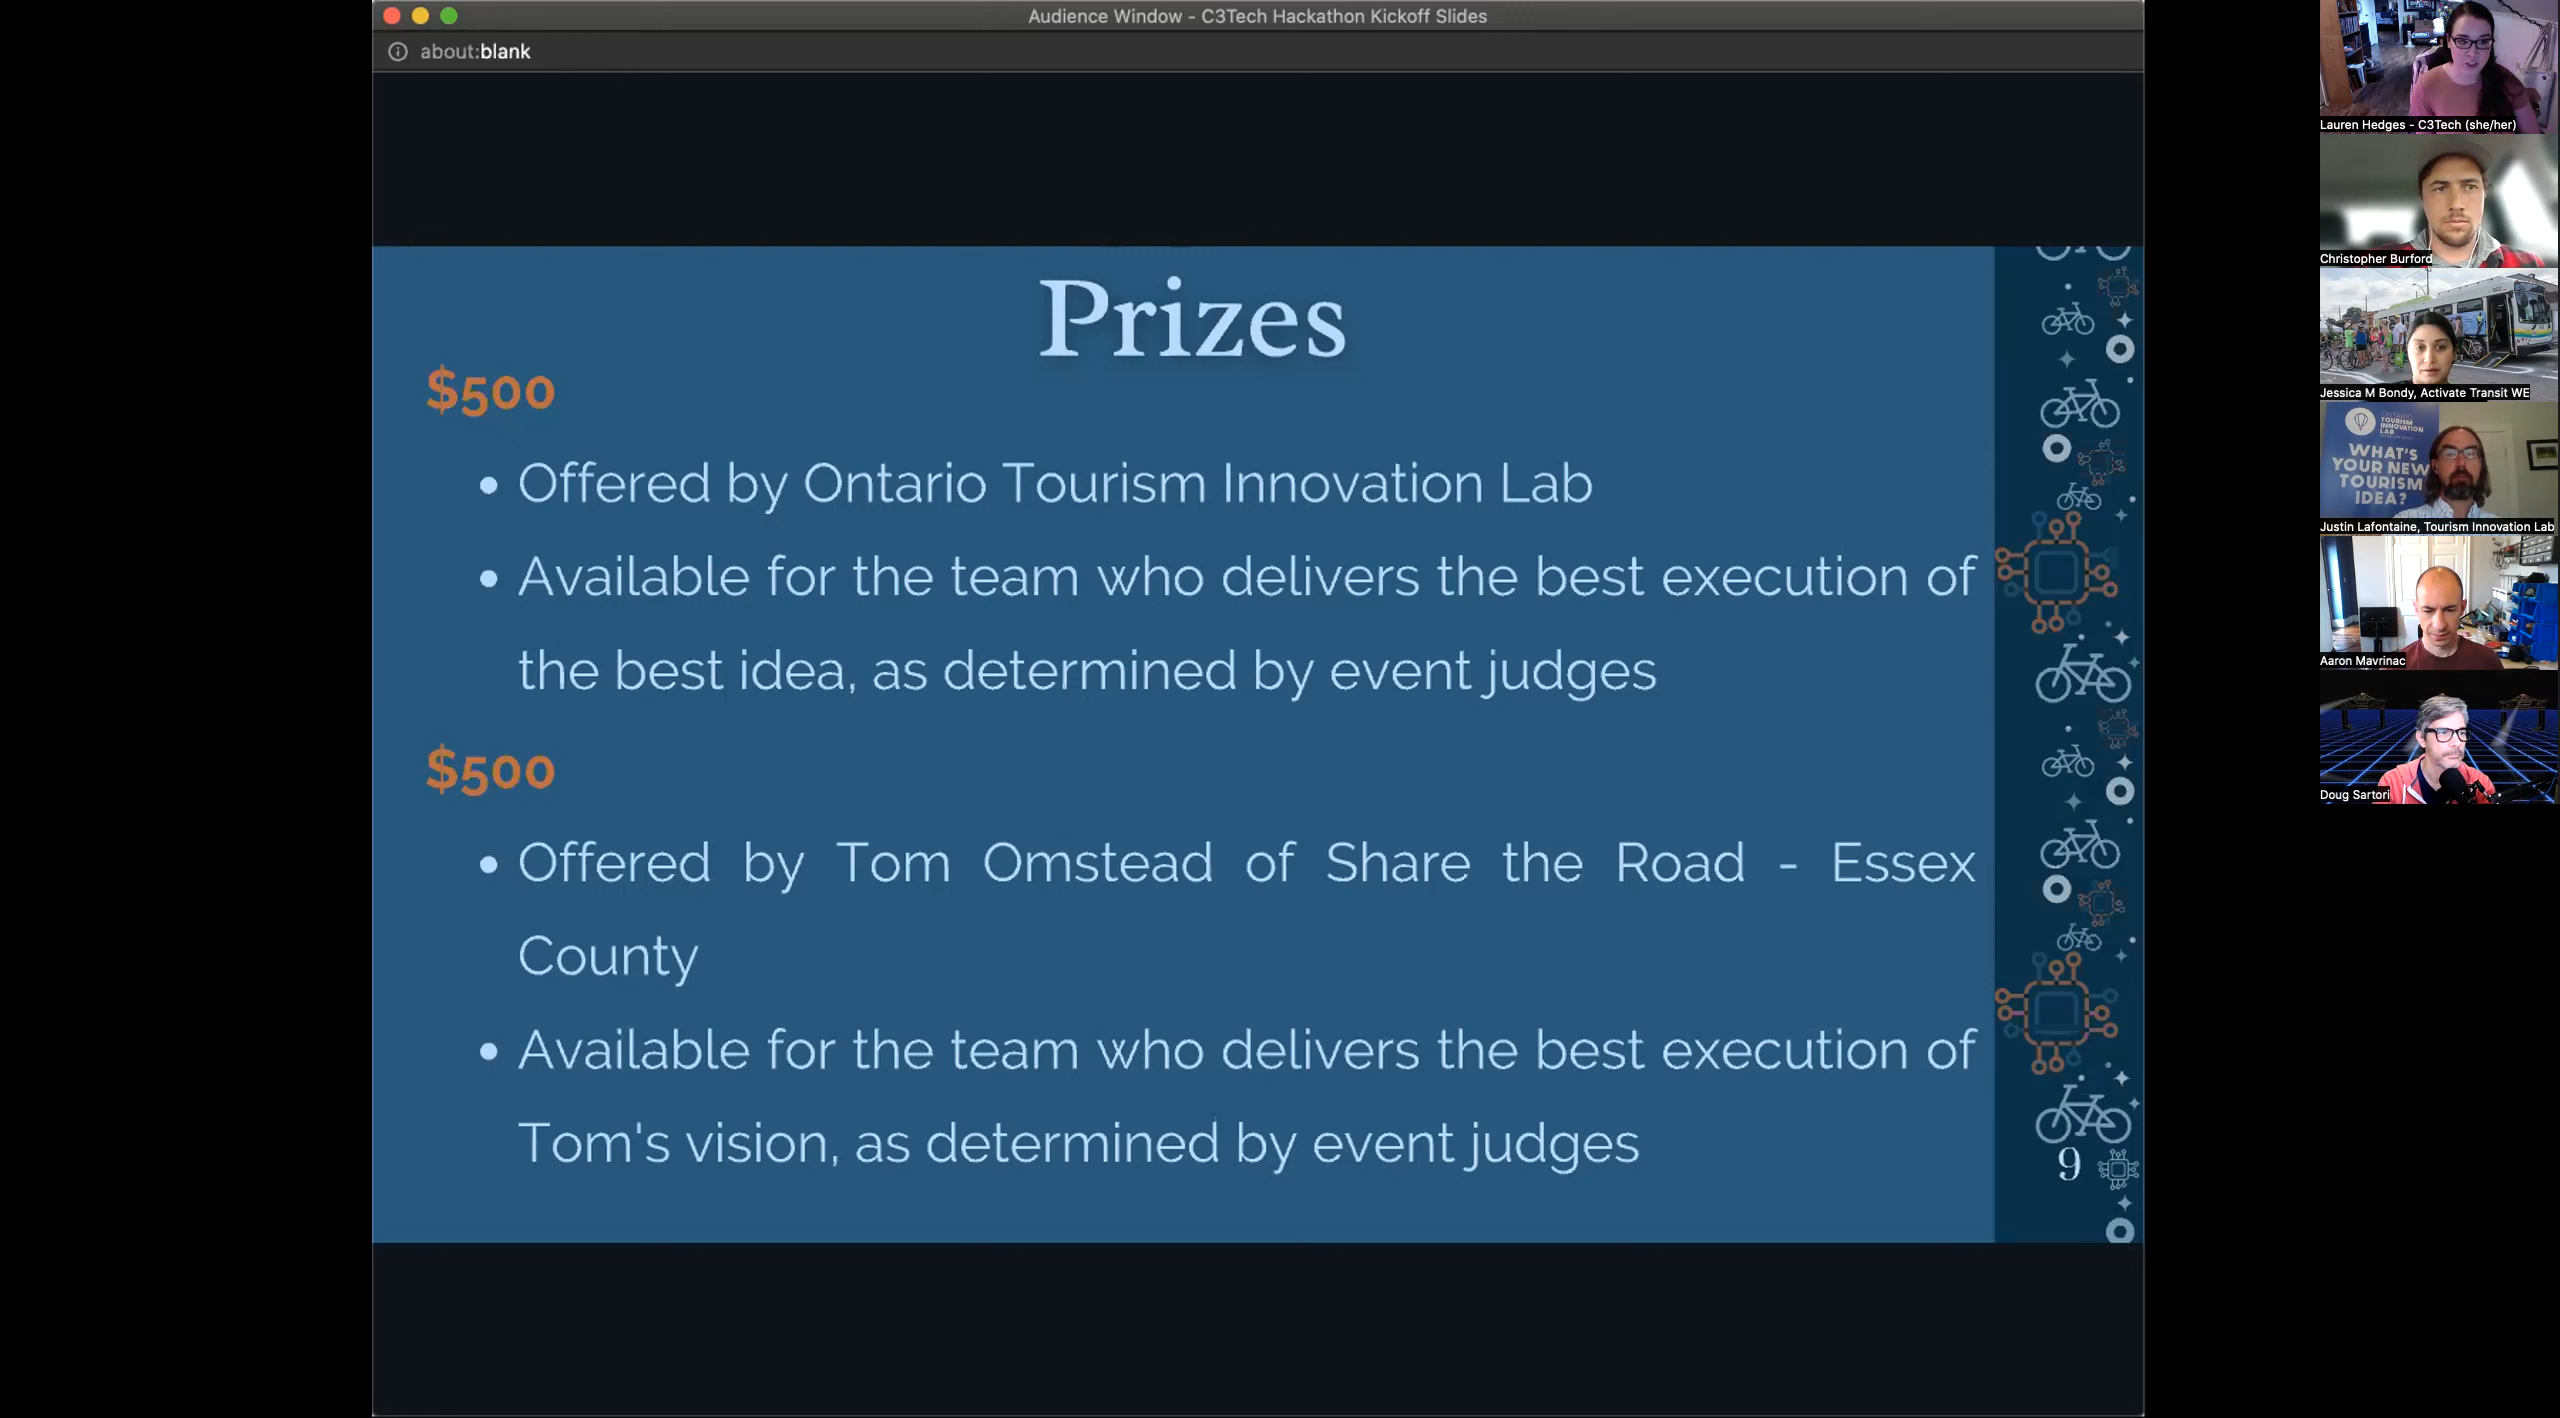 Audience Window - C3Tech Hackathon Kickoff Slides
about:blank
Prizes
$500
• Offered by Ontario Tourism Innovation Lab
• Available for the team who delivers the best execution of
the best idea, as determined by event judges
$500
• Offered by Tom Omstead of Share the Road - Essex
County
• Available for the team who delivers the best execution of
Tom's vision, as determined by event judges
9
Lauren Hedges - C3Tech (she/her)
Christopher Burford
Jessica M Bondy, Activate Transit WE
ONTARIO
TOURISM
INNOVATION
LAB
WHAT'S
YOUR NEW
TOURISM
IDEA?
Justin Lafontaine, Tourism Innovation Lab
Aaron Mavrinac
Doug Sartori